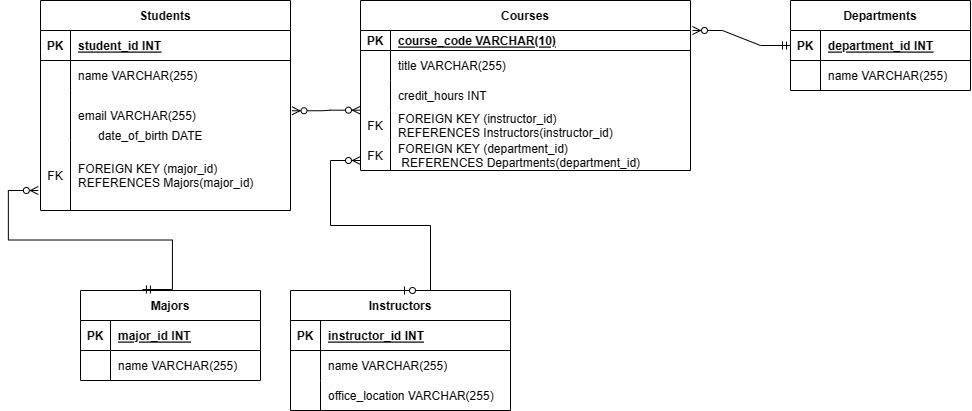 Students
PK student_id INT
name VARCHAR(255)
email VARCHAR(255)
date_of_birth DATE
FK FOREIGN KEY (major_id)
REFERENCES Majors(major_id)
Courses
PK course_code VARCHAR(10)
title VARCHAR(255)
credit_hours INT
FK FOREIGN KEY (instructor_id)
REFERENCES Instructors(instructor_id)
FK FOREIGN KEY (department_id)
REFERENCES Departments(department_id)
Departments
PK department_id INT
name VARCHAR(255)
Majors
PK major_id INT
name VARCHAR(255)
Instructors
PK instructor_id INT
name VARCHAR(255)
office_location VARCHAR(255)